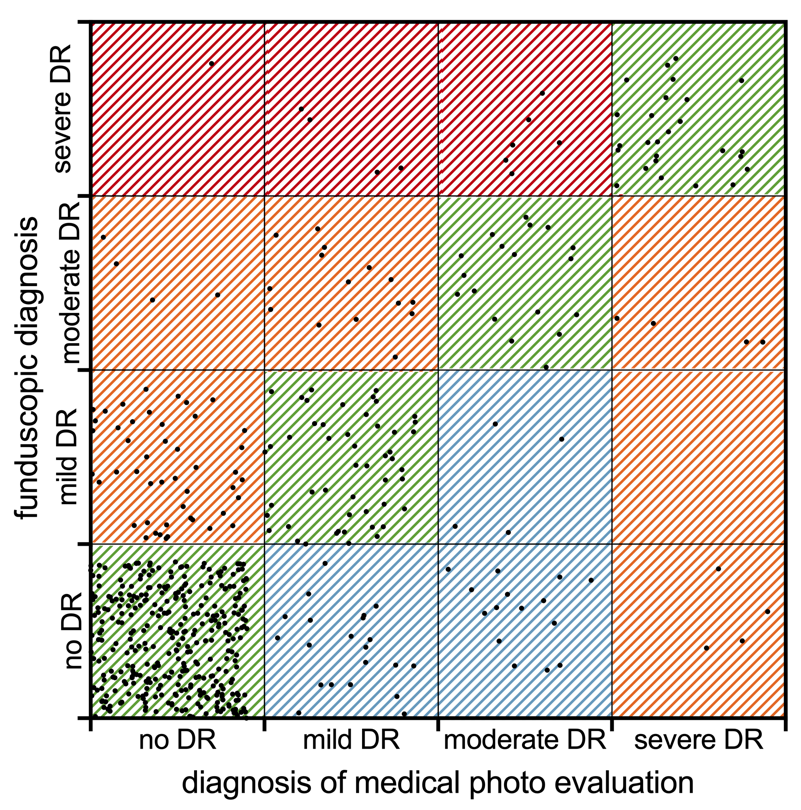 funduscopic diagnosis
severe DR
moderate DR
mild DR
no DR
no DR
mild DR
moderate DR
severe DR
diagnosis of medical photo evaluation